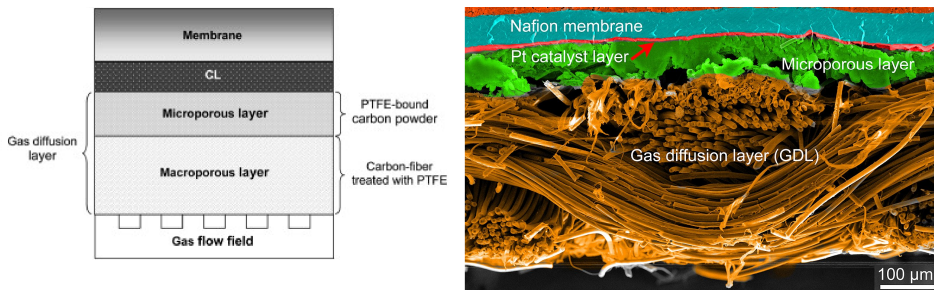 Membrane
CL
Microporous layer
Macroporous layer
Gas flow field
Gas diffusion
layer
PTFE-bound
carbon powder
Carbon-fiber
treated with PTFE
Nafion membrane
Pt catalyst layer
Microporous layer
Gas diffusion layer (GDL)
100 µm